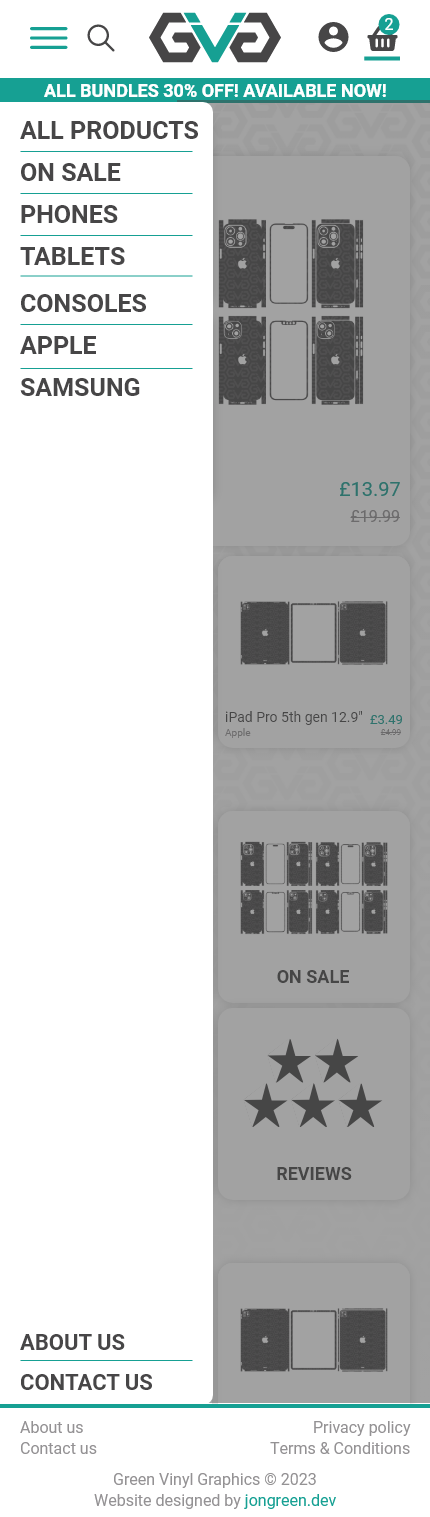 GVG
2
ALL BUNDLES 30% OFF! AVAILABLE NOW!
ALL PRODUCTS
ON SALE
PHONES
TABLETS
CONSOLES
APPLE
SAMSUNG
£13.97
£19.99
iPad Pro 5th gen 12.9" £3.49
Apple £4.99
ON SALE
REVIEWS
ABOUT US
CONTACT US
About us Privacy policy
Contact us Terms & Conditions
Green Vinyl Graphics © 2023
Website designed by jongreen.dev